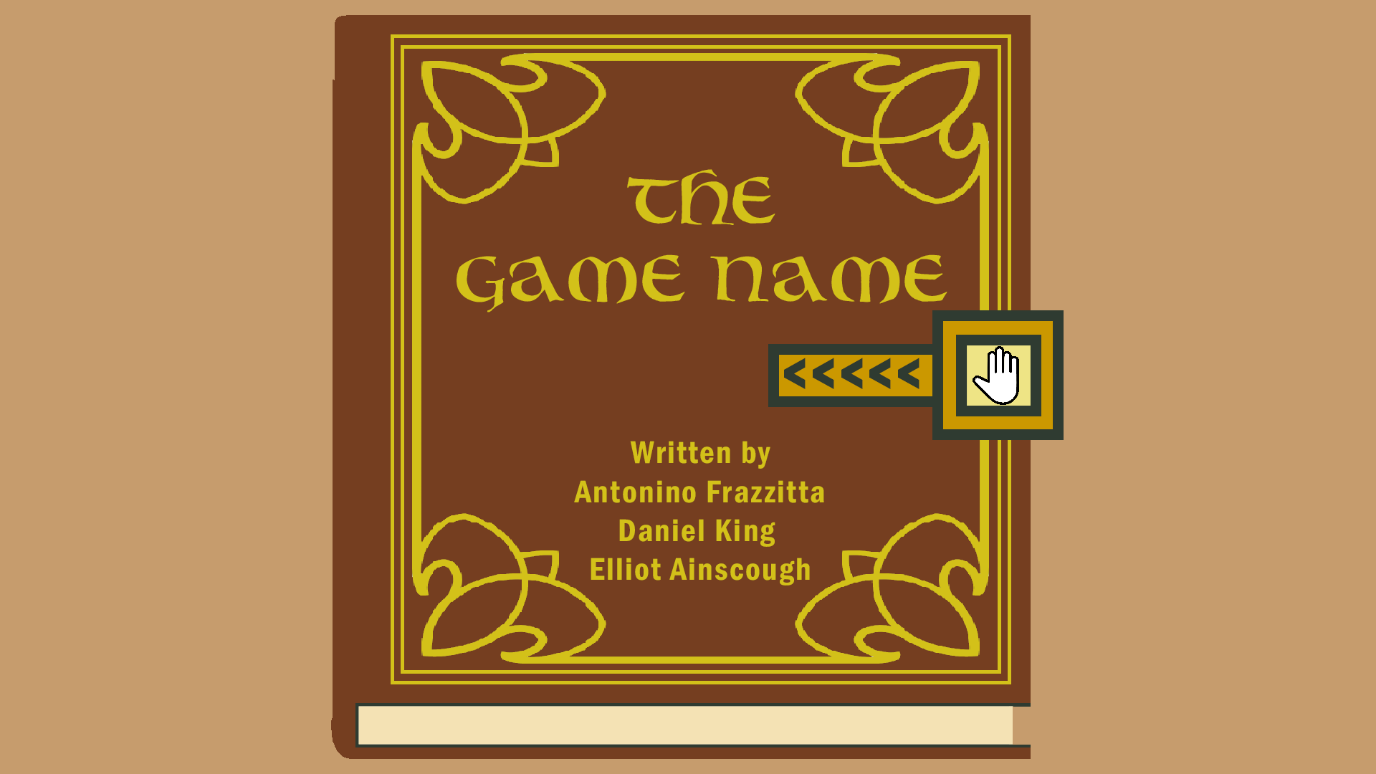 The
Game Name
<<<<<
Written by
Antonino Frazzitta
Daniel King
Elliot Ainscough